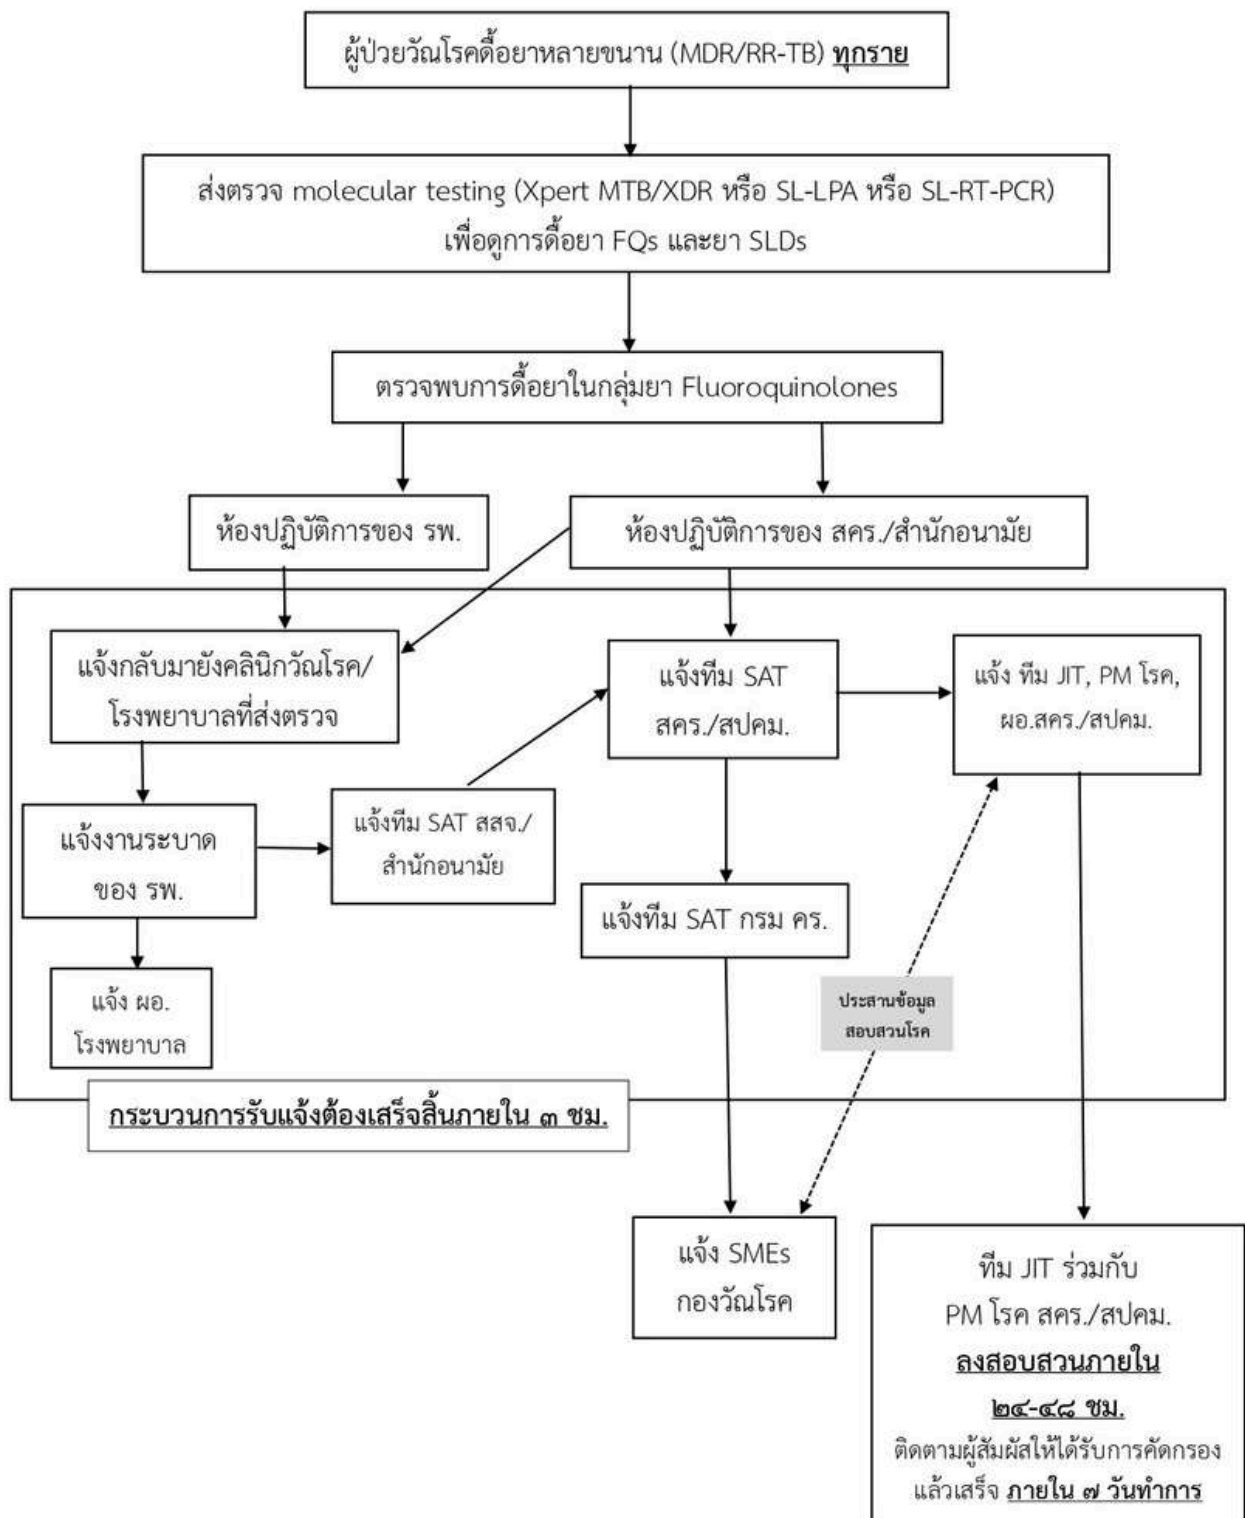 ผู้ป่วยวัณโรคดื้อยาหลายขนาน (MDR/RR-TB) ทุกราย
ส่งตรวจ molecular testing (Xpert MTB/XDR หรือ SL-LPA หรือ SL-RT-PCR)
เพื่อดูการดื้อยา FQs และยา SLDs
ตรวจพบการดื้อยาในกลุ่มยา Fluoroquinolones
ห้องปฏิบัติการของ รพ.
ห้องปฏิบัติการของ สคร./สำนักอนามัย
แจ้งกลับมายังคลินิกวัณโรค/
โรงพยาบาลที่ส่งตรวจ
แจ้งทีม SAT
สคร./สปคม.
แจ้ง ทีม JIT, PM โรค,
ผอ.สคร./สปคม.
แจ้งงานระบาด
ของ รพ.
แจ้งทีม SAT สสจ./
สำนักอนามัย
แจ้งทีม SAT กรม คร.
แจ้ง ผอ.
โรงพยาบาล
ประสานข้อมูล
สอบสวนโรค
กระบวนการรับแจ้งต้องเสร็จสิ้นภายใน ๓ ชม.
แจ้ง SMEs
กองวัณโรค
ทีม JIT ร่วมกับ
PM โรค สคร./สปคม.
ลงสอบสวนภายใน
๒๔-๔๘ ชม.
ติดตามผู้สัมผัสให้ได้รับการคัดกรอง
แล้วเสร็จ ภายใน ๗ วันทำการ